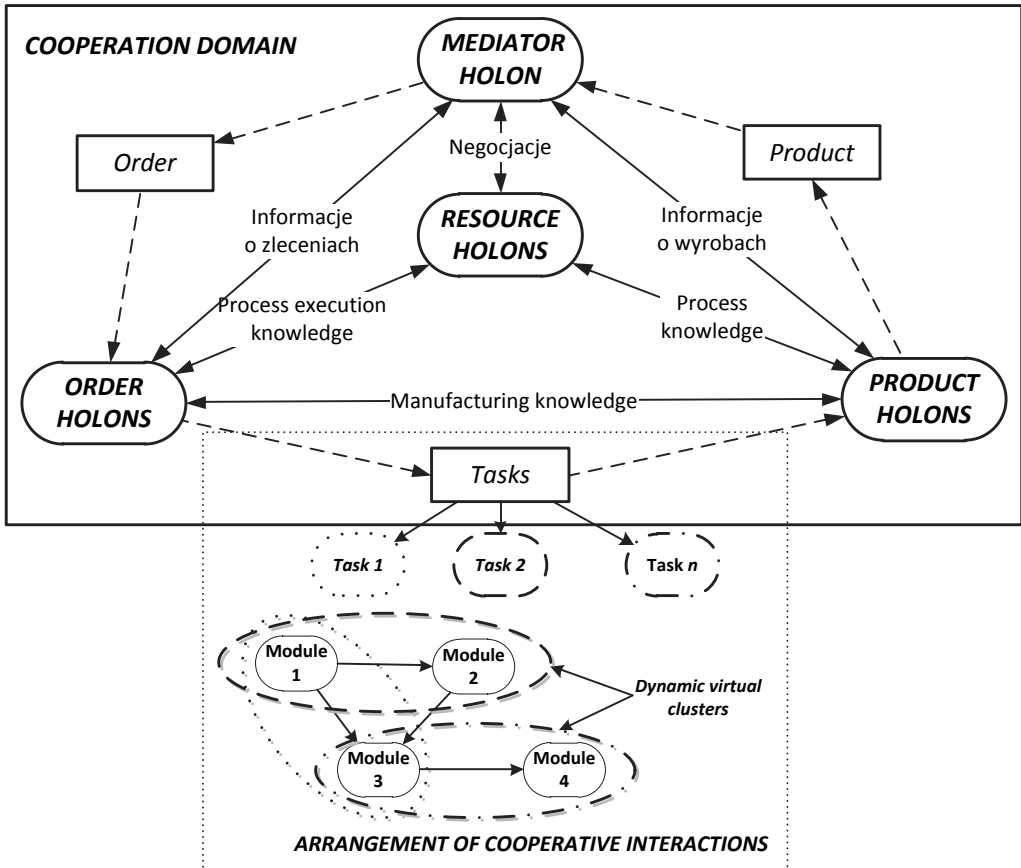 COOPERATION DOMAIN
MEDIATOR
HOLON
Order
Negocjacje
Product
Informacje
o zleceniach
RESOURCE
HOLONS
Informacje
o wyrobach
Process execution
knowledge
Process
knowledge
ORDER
HOLONS
Manufacturing knowledge
PRODUCT
HOLONS
Tasks
Task 1
Task 2
Task n
Module
1
Module
2
Dynamic virtual
clusters
Module
3
Module
4
ARRANGEMENT OF COOPERATIVE INTERACTIONS